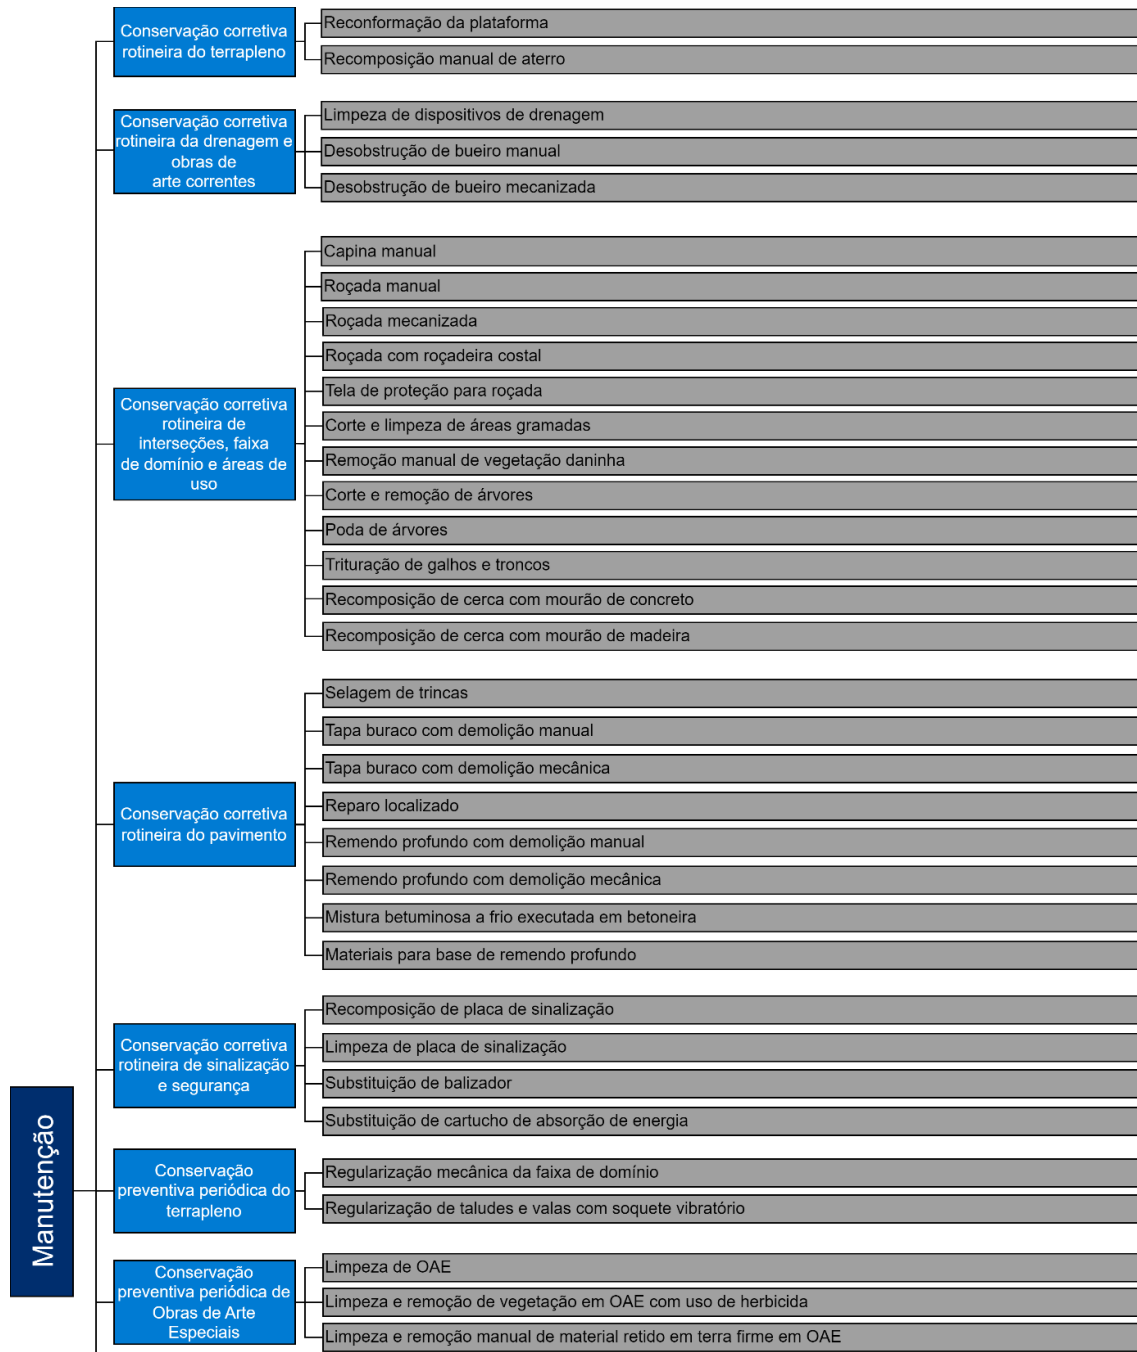 Manutenção
Conservação corretiva
rotineira do terrapleno
Reconformação da plataforma
Recomposição manual de aterro
Conservação corretiva
rotineira da drenagem e
obras de
arte correntes
Limpeza de dispositivos de drenagem
Desobstrução de bueiro manual
Desobstrução de bueiro mecanizada
Conservação corretiva
rotineira de
interseções, faixa
de domínio e áreas de
uso
Capina manual
Roçada manual
Roçada mecanizada
Roçada com roçadeira costal
Tela de proteção para roçada
Corte e limpeza de áreas gramadas
Remoção manual de vegetação daninha
Corte e remoção de árvores
Poda de árvores
Trituração de galhos e troncos
Recomposição de cerca com mourão de concreto
Recomposição de cerca com mourão de madeira
Conservação corretiva
rotineira do pavimento
Selagem de trincas
Tapa buraco com demolição manual
Tapa buraco com demolição mecânica
Reparo localizado
Remendo profundo com demolição manual
Remendo profundo com demolição mecânica
Mistura betuminosa a frio executada em betoneira
Materiais para base de remendo profundo
Conservação corretiva
rotineira de sinalização
e segurança
Recomposição de placa de sinalização
Limpeza de placa de sinalização
Substituição de balizador
Substituição de cartucho de absorção de energia
Conservação
preventiva periódica do
terrapleno
Regularização mecânica da faixa de domínio
Regularização de taludes e valas com soquete vibratório
Conservação
preventiva periódica de
Obras de Arte
Especiais
Limpeza de OAE
Limpeza e remoção de vegetação em OAE com uso de herbicida
Limpeza e remoção manual de material retido em terra firme em OAE